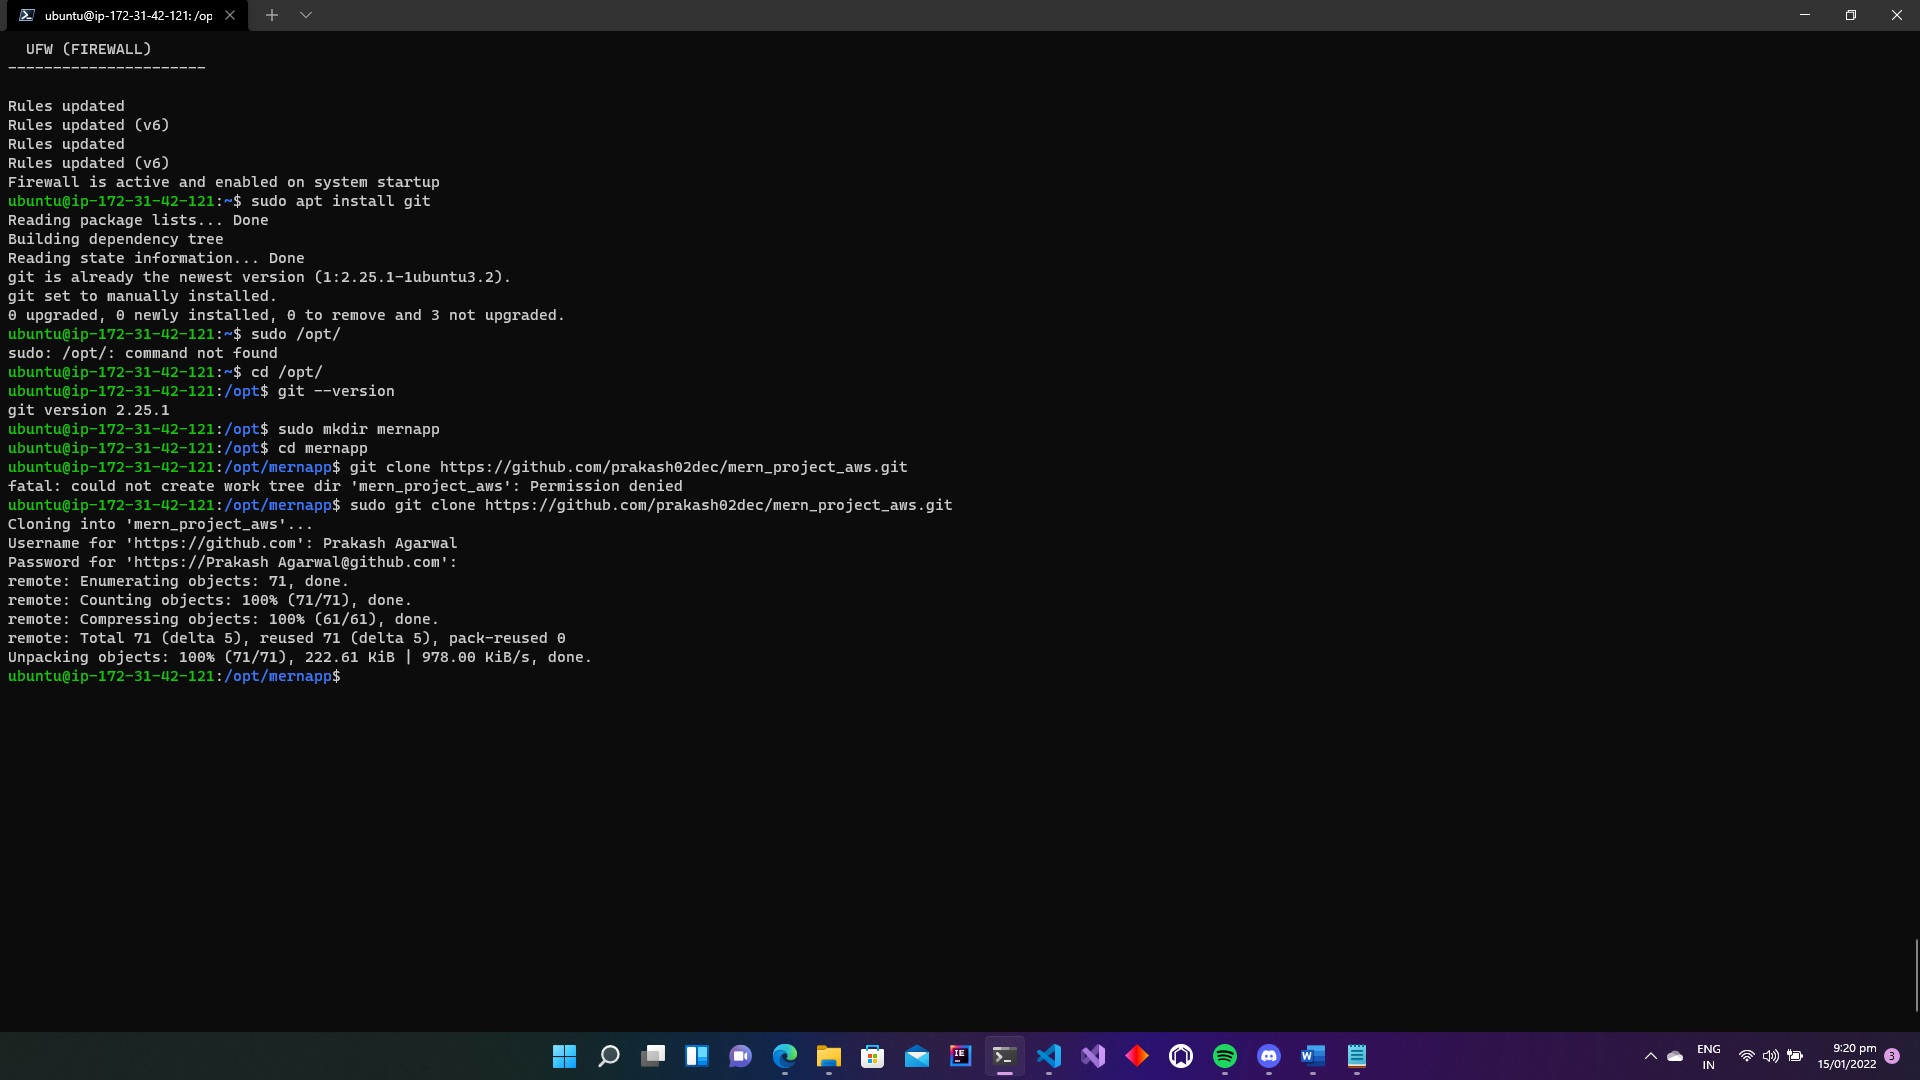 ubuntu@ip-172-31-42-121: /op
UFW (FIREWALL)
----------------------
Rules updated
Rules updated (v6)
Rules updated
Rules updated (v6)
Firewall is active and enabled on system startup
ubuntu@ip-172-31-42-121:~$ sudo apt install git
Reading package lists... Done
Building dependency tree
Reading state information... Done
git is already the newest version (1:2.25.1-1ubuntu3.2).
git set to manually installed.
0 upgraded, 0 newly installed, 0 to remove and 3 not upgraded.
ubuntu@ip-172-31-42-121:~$ sudo /opt/
sudo: /opt/: command not found
ubuntu@ip-172-31-42-121:~$ cd /opt/
ubuntu@ip-172-31-42-121:/opt$ git --version
git version 2.25.1
ubuntu@ip-172-31-42-121:/opt$ sudo mkdir mernapp
ubuntu@ip-172-31-42-121:/opt$ cd mernapp
ubuntu@ip-172-31-42-121:/opt/mernapp$ git clone https://github.com/prakash02dec/mern_project_aws.git
fatal: could not create work tree dir 'mern_project_aws': Permission denied
ubuntu@ip-172-31-42-121:/opt/mernapp$ sudo git clone https://github.com/prakash02dec/mern_project_aws.git
Cloning into 'mern_project_aws'...
Username for 'https://github.com': Prakash Agarwal
Password for 'https://Prakash Agarwal@github.com':
remote: Enumerating objects: 71, done.
remote: Counting objects: 100% (71/71), done.
remote: Compressing objects: 100% (61/61), done.
remote: Total 71 (delta 5), reused 71 (delta 5), pack-reused 0
Unpacking objects: 100% (71/71), 222.61 KiB | 978.00 KiB/s, done.
ubuntu@ip-172-31-42-121:/opt/mernapp$
ENG
IN
9:20 pm
15/01/2022
3